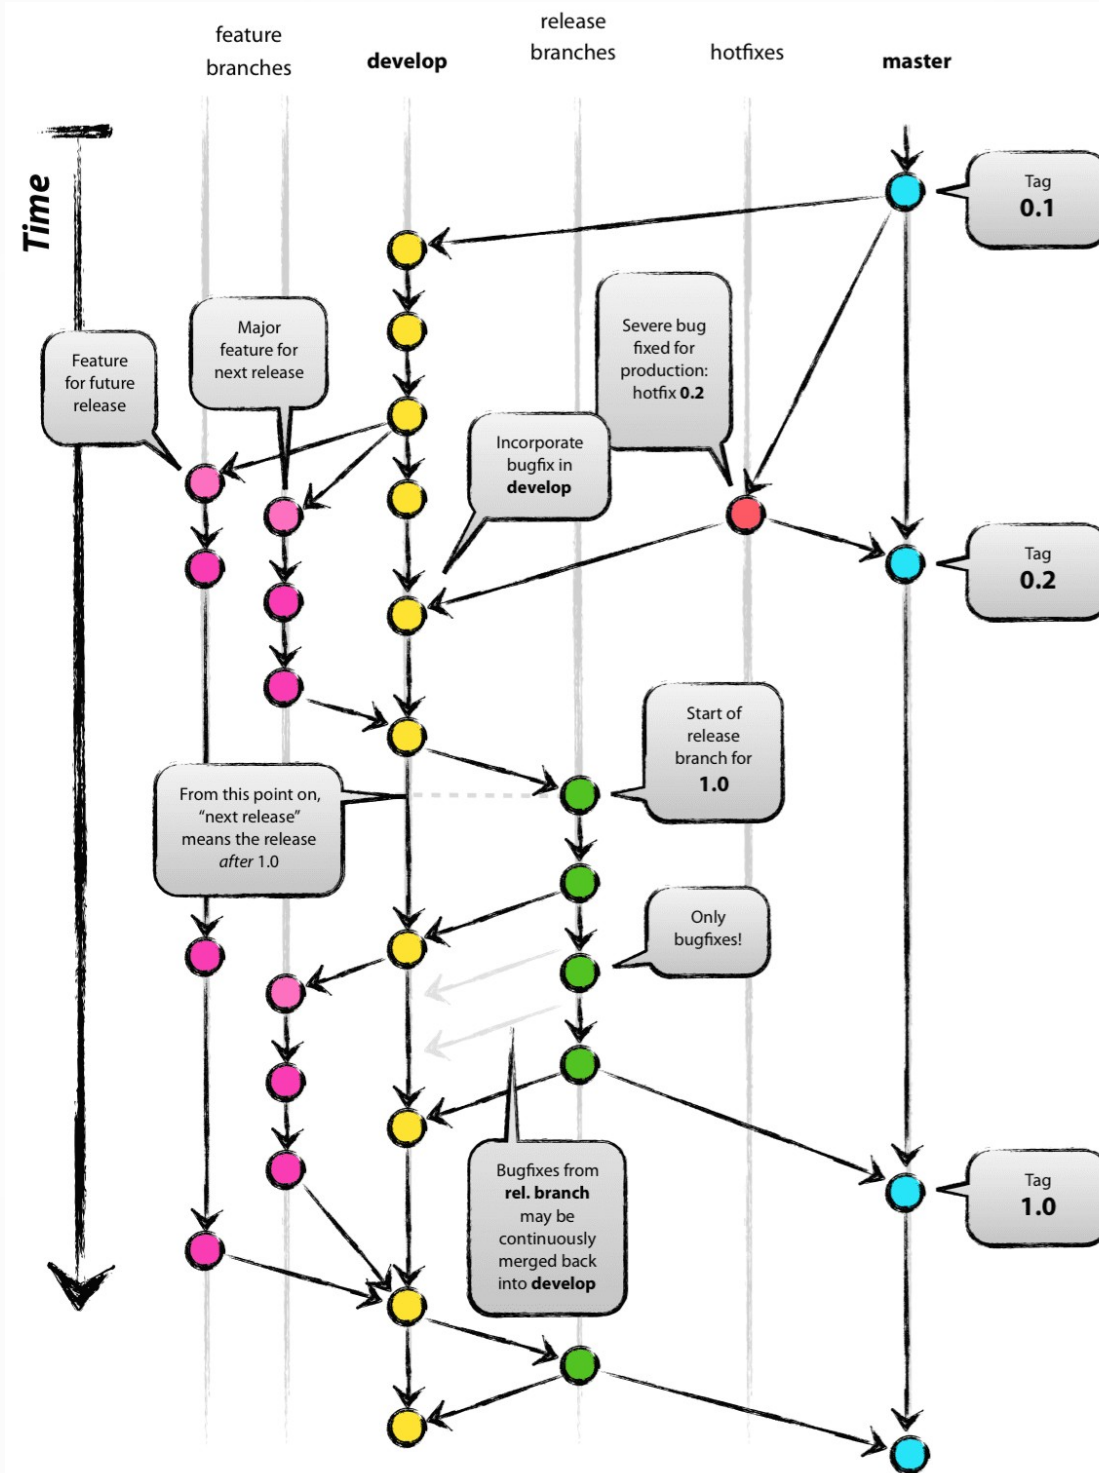 feature
branches
develop
release
branches
hotfixes
master
Time
Tag
0.1
Major
feature for
next release
Feature
for future
release
Severe bug
fixed for
production:
hotfix 0.2
Incorporate
bugfix in
develop
Tag
0.2
Start of
release
branch for
1.0
From this point on,
“next release”
means the release
after 1.0
Only
bugfixes!
Bugfixes from
rel. branch
may be
continuously
merged back
into develop
Tag
1.0